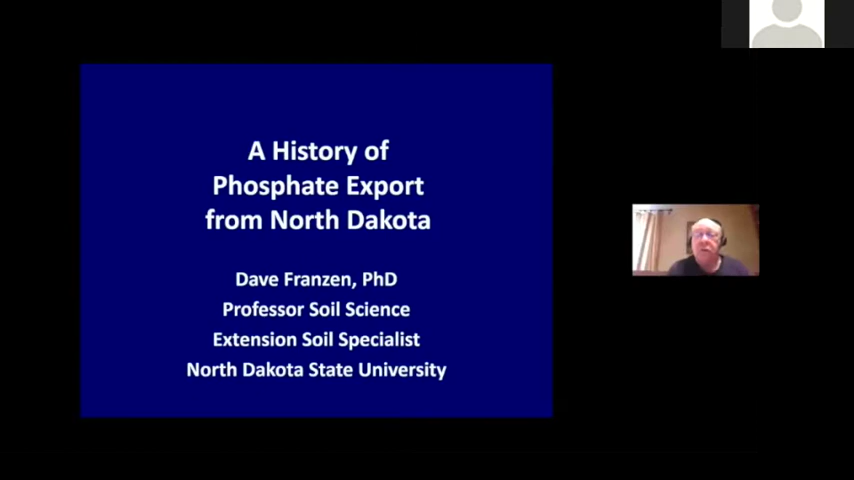 A History of
Phosphate Export
from North Dakota
Dave Franzen, PhD
Professor Soil Science
Extension Soil Specialist
North Dakota State University